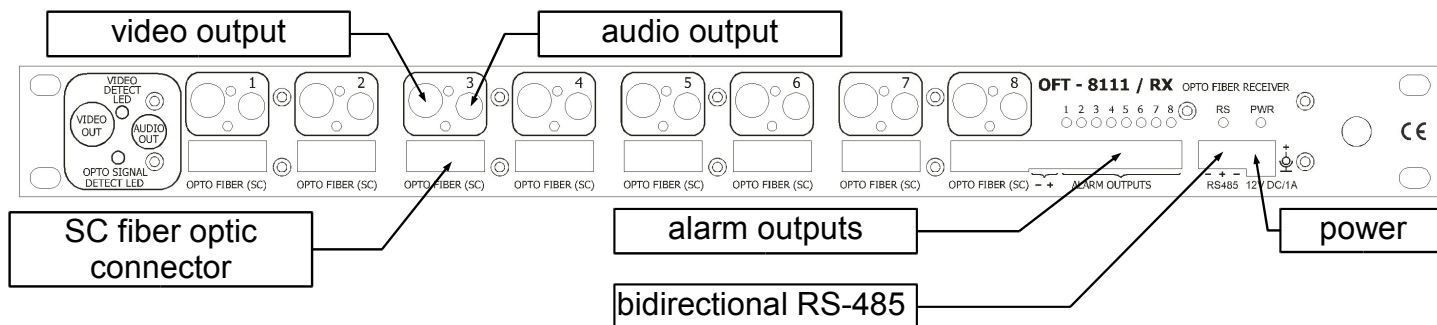 video output
audio output
VIDEO
DETECT
LED
VIDEO
OUT
AUDIO
OUT
OPTO SIGNAL
DETECT LED
1
2
3
4
5
6
7
8
OFT - 8111 / RX OPTO FIBER RECEIVER
1 2 3 4 5 6 7 8
RS PWR
CE
OPTO FIBER (SC)
OPTO FIBER (SC)
OPTO FIBER (SC)
OPTO FIBER (SC)
OPTO FIBER (SC)
OPTO FIBER (SC)
OPTO FIBER (SC)
OPTO FIBER (SC)
- +
ALARM OUTPUTS
- + -
RS485
+
12V DC/1A
SC fiber optic
connector
alarm outputs
power
bidirectional RS-485